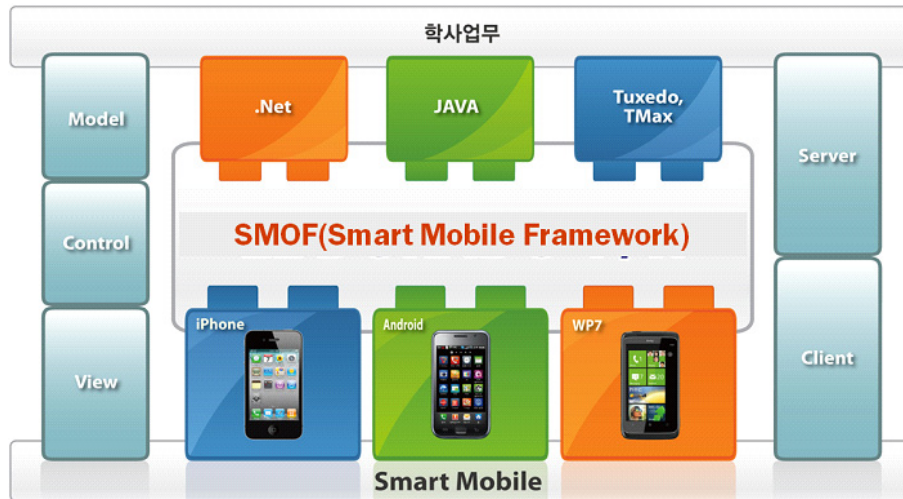 학사업무
Model
Control
View
.Net
JAVA
Tuxedo,
TMax
Server
Client
SMOF(Smart Mobile Framework)
iPhone
Android
WP7
Smart Mobile